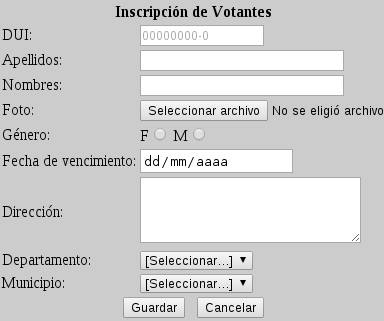 Inscripción de Votantes
DUI: 00000000-0
Apellidos:
Nombres:
Foto: Seleccionar archivo No se eligió archivo
Género: F M
Fecha de vencimiento: dd/mm/aaaa
Dirección:
Departamento: [Seleccionar...]
Municipio: [Seleccionar...]
Guardar Cancelar